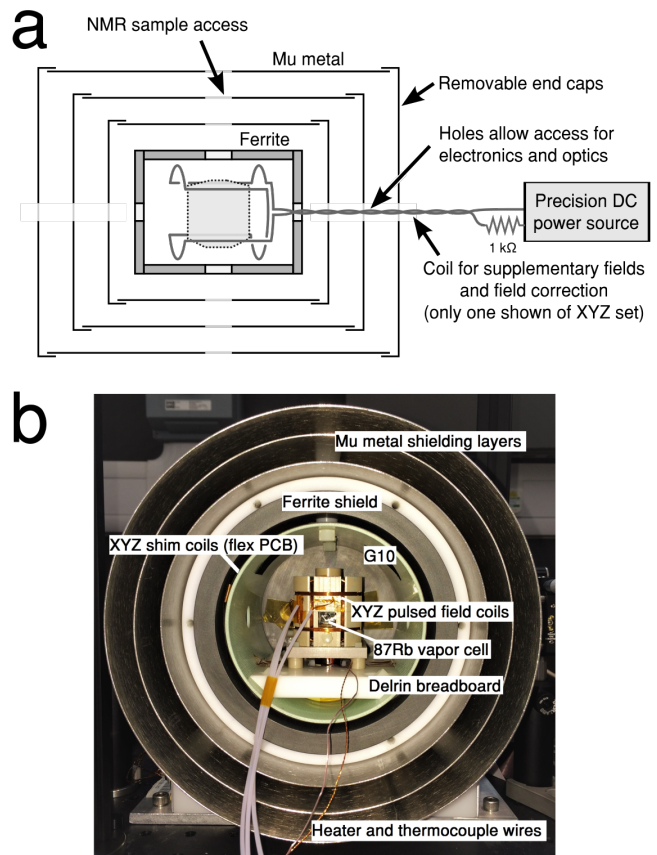 a
NMR sample access
Mu metal
Removable end caps
Ferrite
Holes allow access for
electronics and optics
Precision DC
power source
1 kΩ
Coil for supplementary fields
and field correction
(only one shown of XYZ set)
b
Mu metal shielding layers
Ferrite shield
XYZ shim coils (flex PCB)
G10
XYZ pulsed field coils
87Rb vapor cell
Delrin breadboard
Heater and thermocouple wires